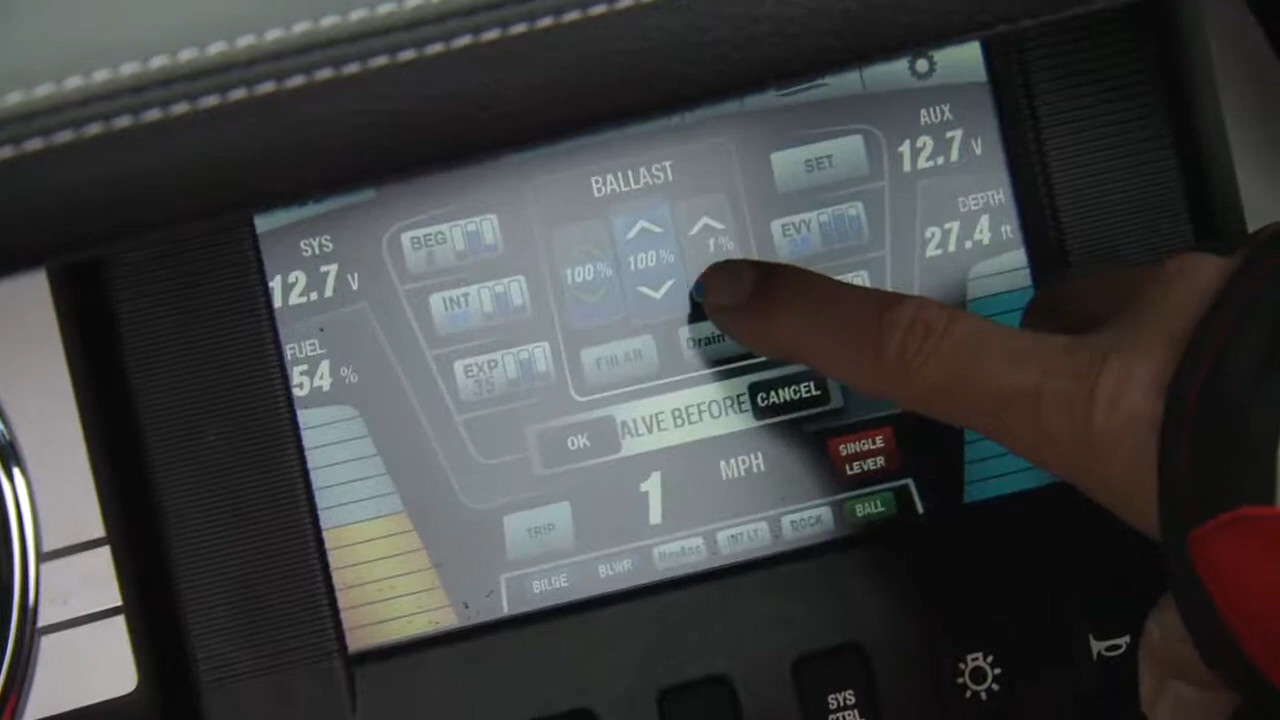 SYS
12.7 V
FUEL
54 %
BEG
INT
EXP
35
BALLAST
100%
100%
1%
Drain
SET
EVY
AUX
12.7 V
DEPTH
27.4 ft
OK
ALVE BEFORE
CANCEL
1 MPH
SINGLE
LEVER
TRIP
BILGE
BLWR
ROCK
BALL
SYS
CTRL